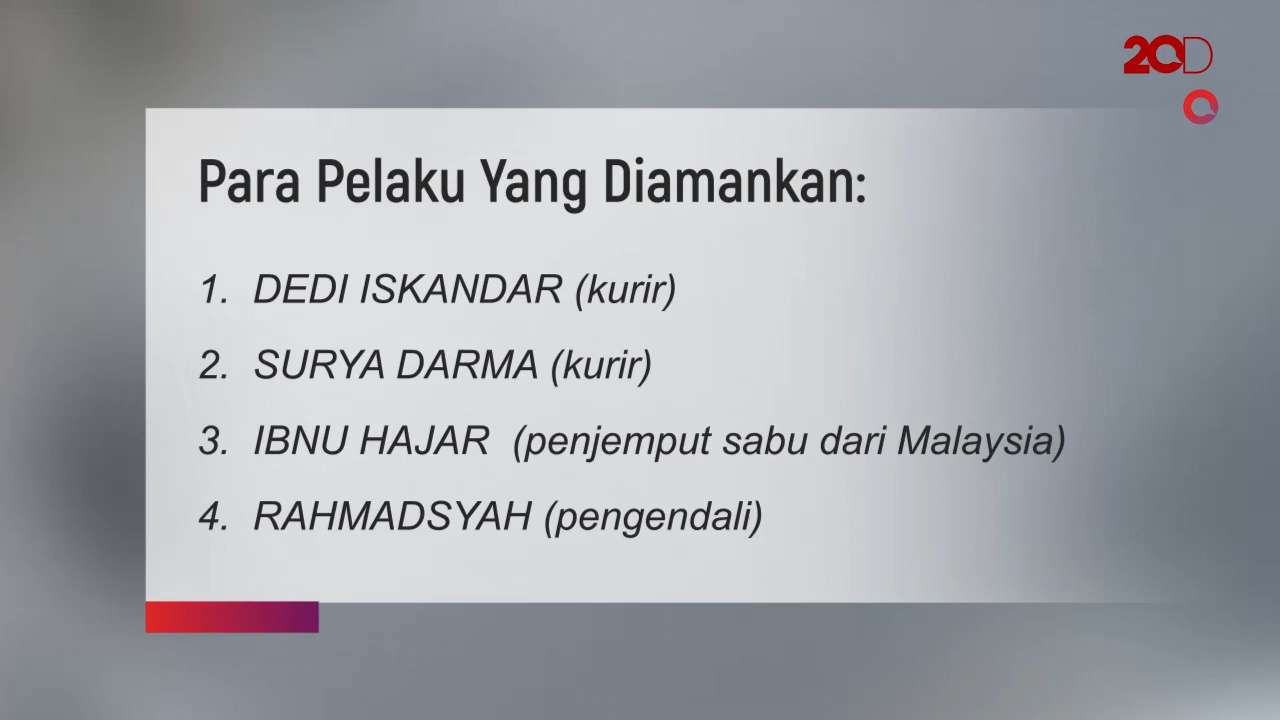 20D
Para Pelaku Yang Diamankan:
1. DEDI ISKANDAR (kurir)
2. SURYA DARMA (kurir)
3. IBNU HAJAR (penjemput sabu dari Malaysia)
4. RAHMADSYAH (pengendali)